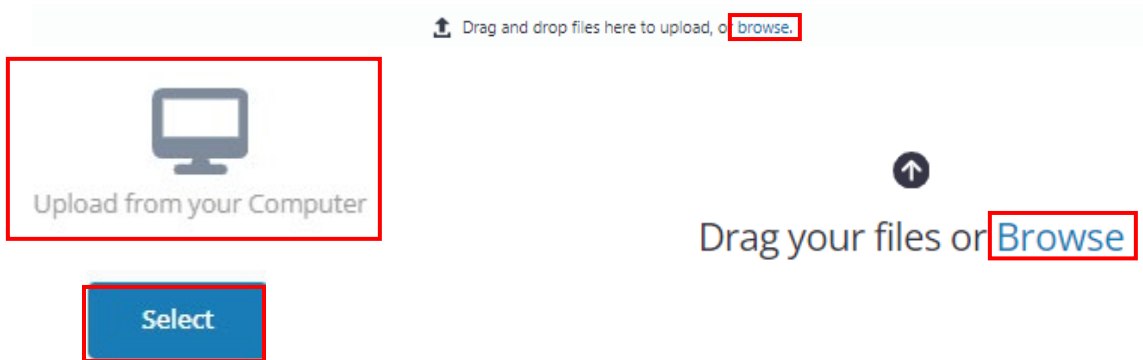 Drag and drop files here to upload, or browse.
Upload from your Computer
Drag your files or Browse
Select